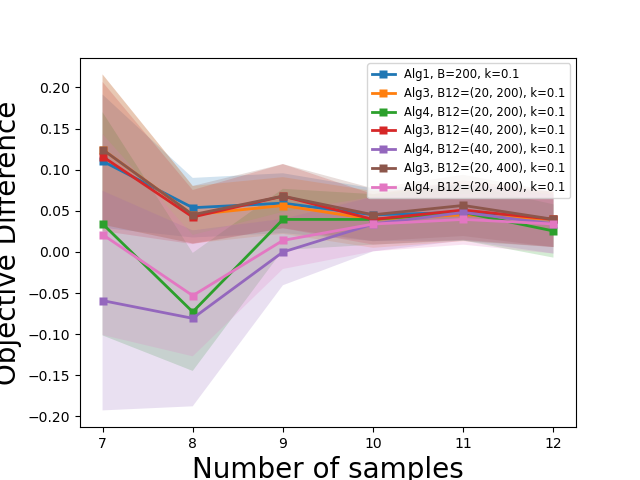 Alg1, B=200, k=0.1
Alg3, B12=(20, 200), k=0.1
Alg4, B12=(20, 200), k=0.1
Alg3, B12=(40, 200), k=0.1
Alg4, B12=(40, 200), k=0.1
Alg3, B12=(20, 400), k=0.1
Alg4, B12=(20, 400), k=0.1
Objective Difference
0.20
0.15
0.10
0.05
0.00
−0.05
−0.10
−0.15
−0.20
7 8 9 10 11 12
Number of samples